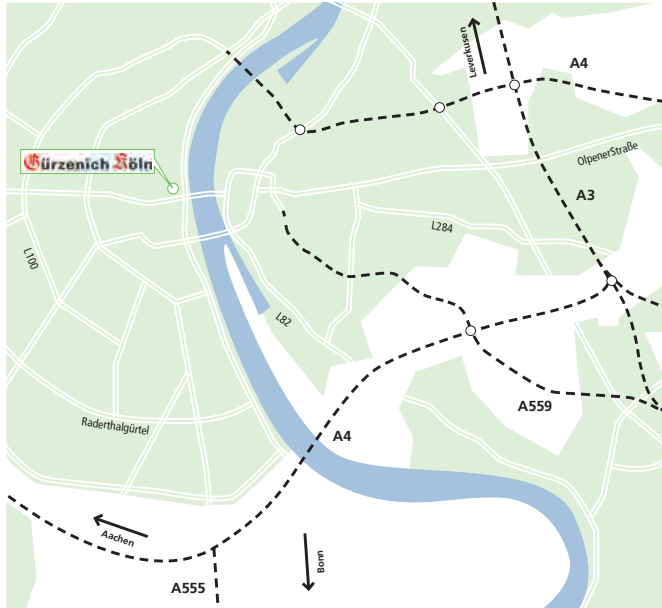 Leverkusen
A4
OlpenerStraße
Gürzenich Köln
A3
L284
L100
L82
A559
Raderthalgürtel
A4
Aachen
Bonn
A555